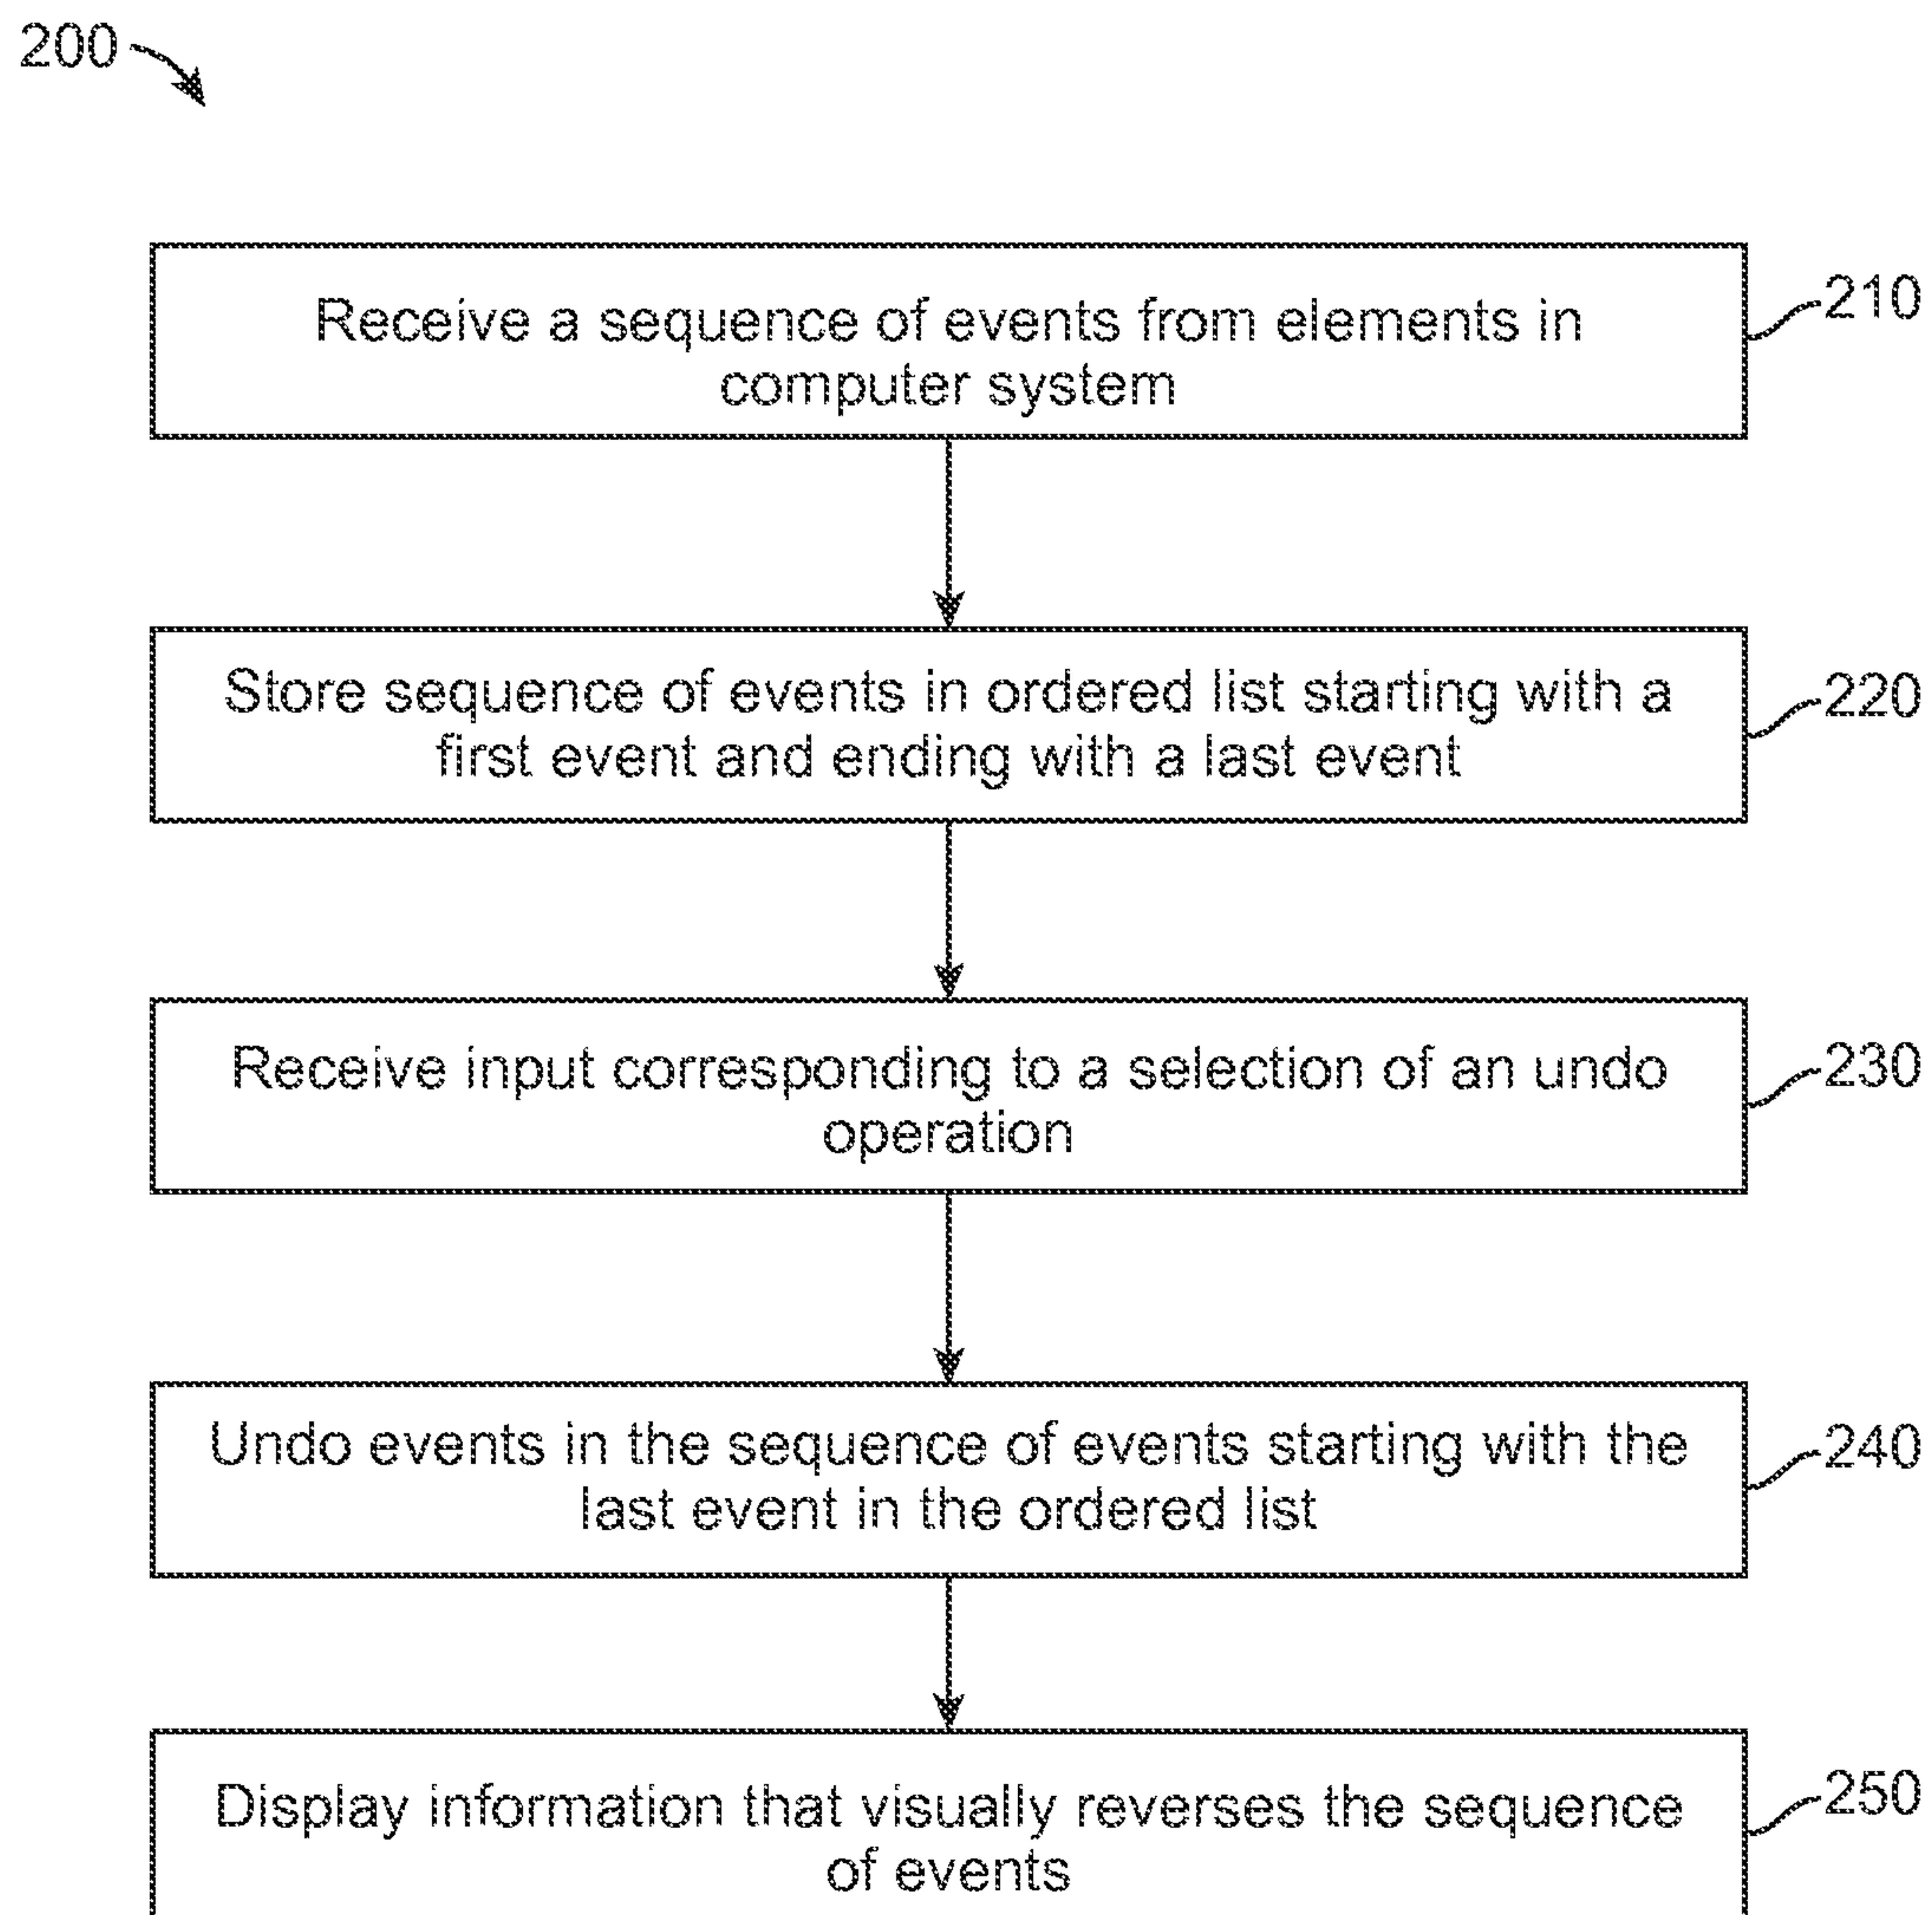 200
Receive a sequence of events from elements in
computer system
210
Store sequence of events in ordered list starting with a
first event and ending with a last event
220
Receive input corresponding to a selection of an undo
operation
230
Undo events in the sequence of events starting with the
last event in the ordered list
240
Display information that visually reverses the sequence
of events
250